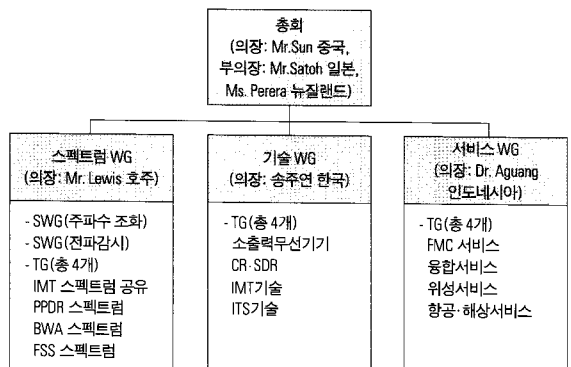 총회
(의장: Mr.Sun 중국,
부의장: Mr.Satoh 일본,
Ms. Perera 뉴질랜드)
스펙트럼 WG
(의장: Mr. Lewis 호주)
- SWG(주파수 조화)
- SWG(전파감시)
- TG(총 4개)
IMT 스펙트럼 공유
PPDR 스펙트럼
BWA 스펙트럼
FSS 스펙트럼
기술 WG
(의장: 송주연 한국)
- TG(총 4개)
소출력무선기기
CR·SDR
IMT기술
ITS기술
서비스 WG
(의장: Dr. Aguang
인도네시아)
- TG(총 4개)
FMC 서비스
융합서비스
위성서비스
항공·해상서비스